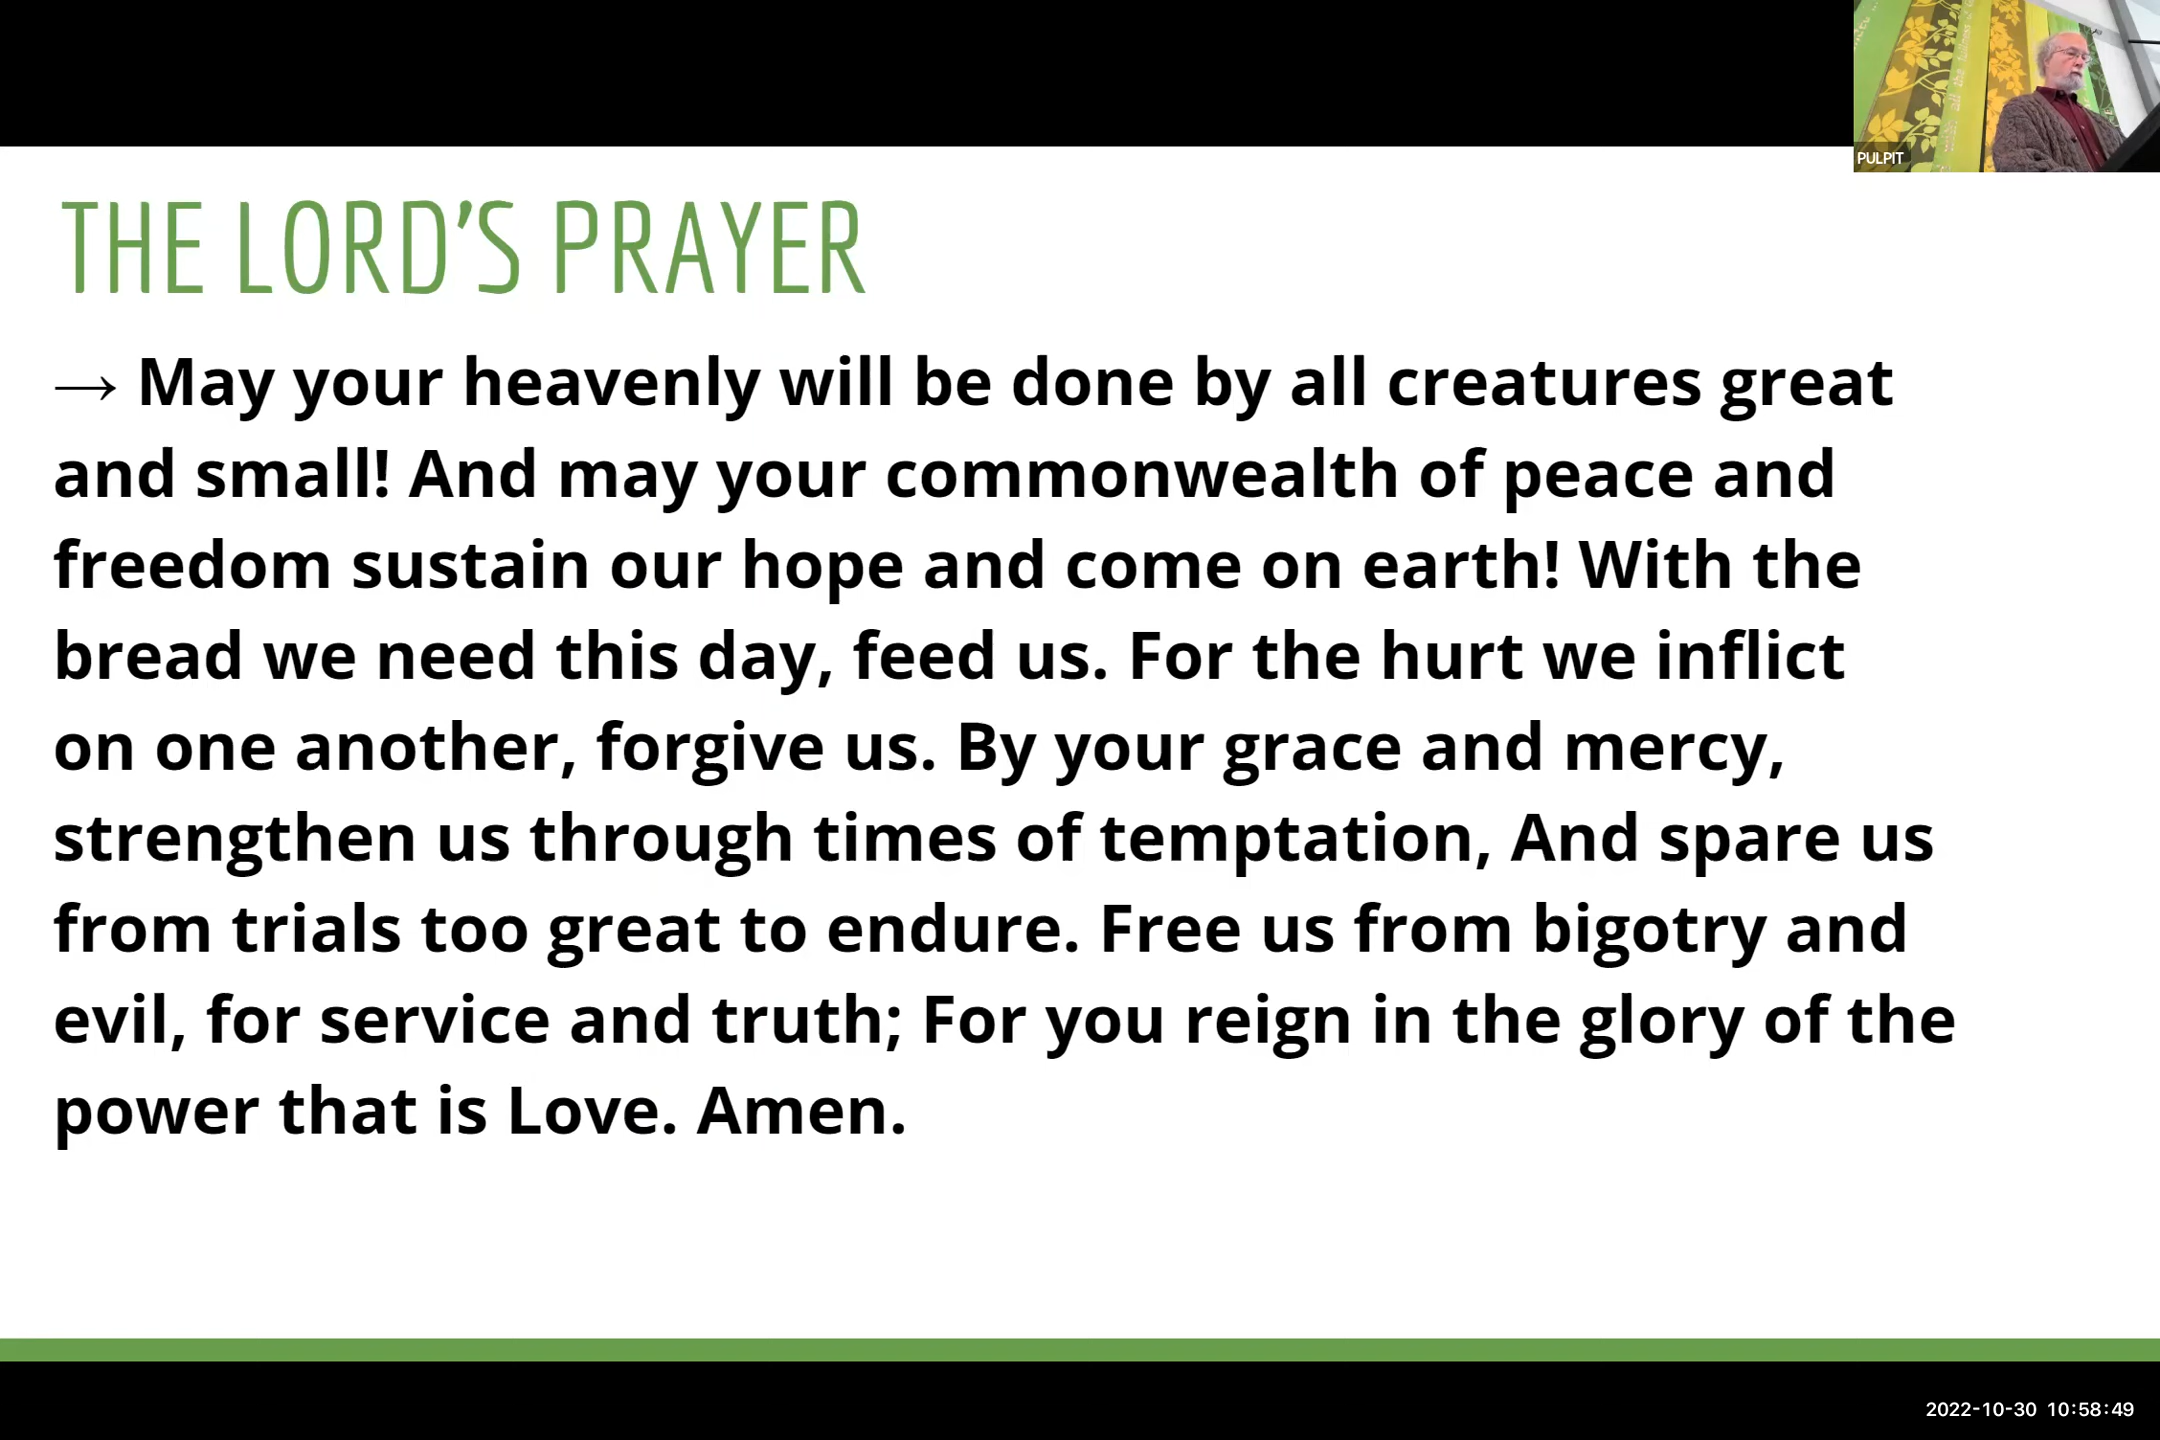 PULPIT
THE LORD’S PRAYER
→ May your heavenly will be done by all creatures great
and small! And may your commonwealth of peace and
freedom sustain our hope and come on earth! With the
bread we need this day, feed us. For the hurt we inflict
on one another, forgive us. By your grace and mercy,
strengthen us through times of temptation, And spare us
from trials too great to endure. Free us from bigotry and
evil, for service and truth; For you reign in the glory of the
power that is Love. Amen.
2022-10-30 10:58:49